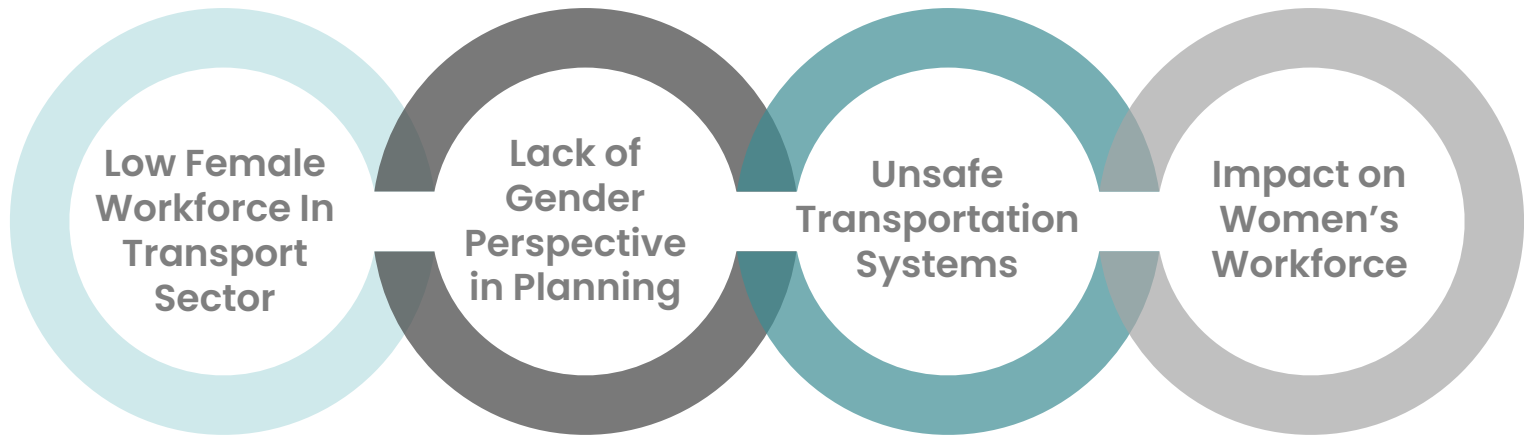 Low Female
Workforce In
Transport
Sector
Lack of
Gender
Perspective
in Planning
Unsafe
Transportation
Systems
Impact on
Women’s
Workforce